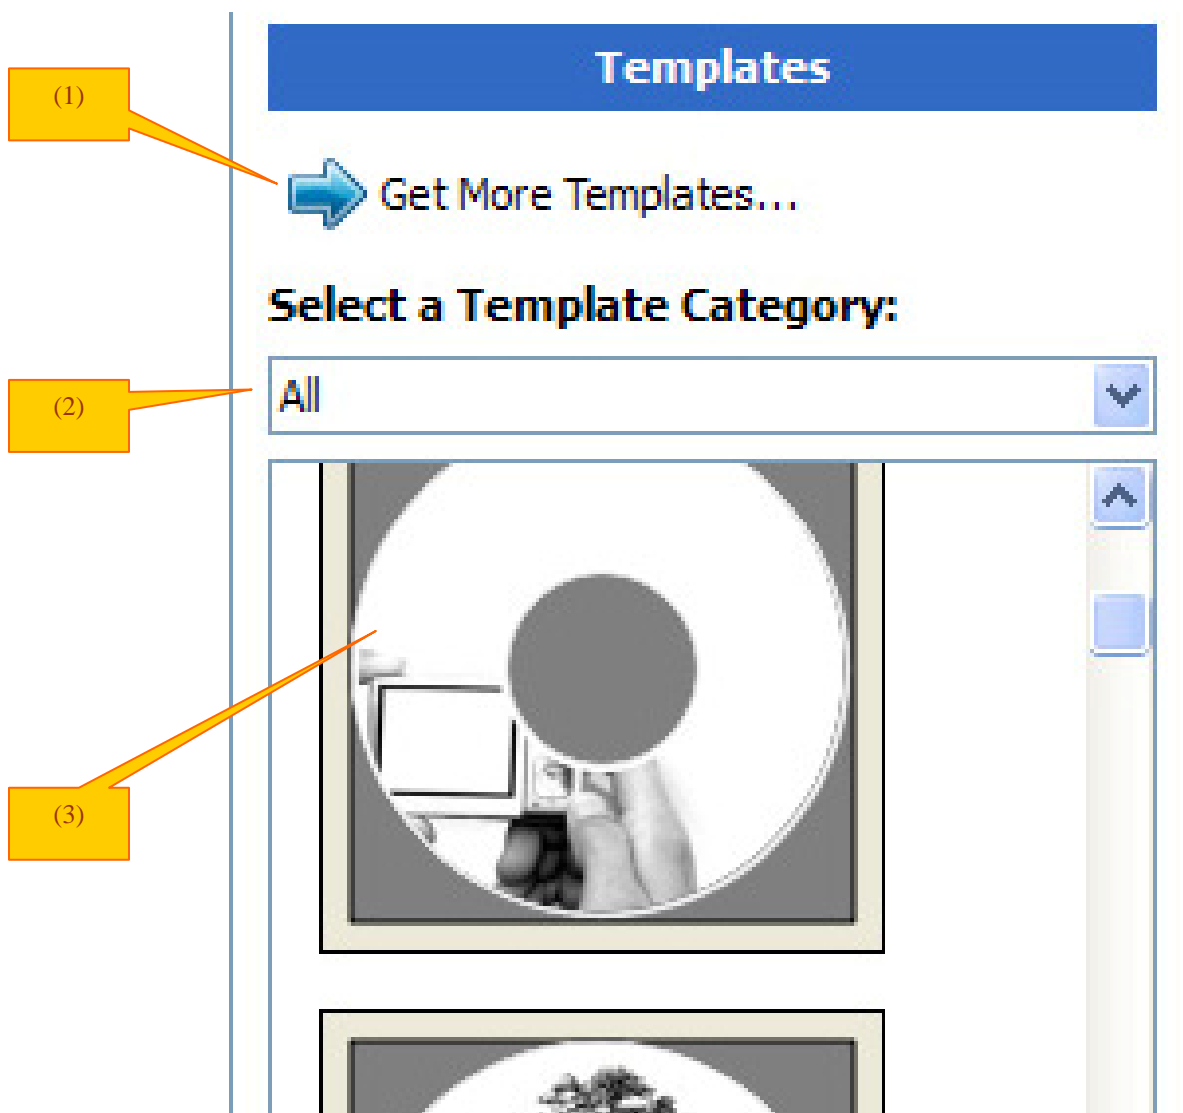 Templates
(1)
Get More Templates...
Select a Template Category:
(2)
All
(3)